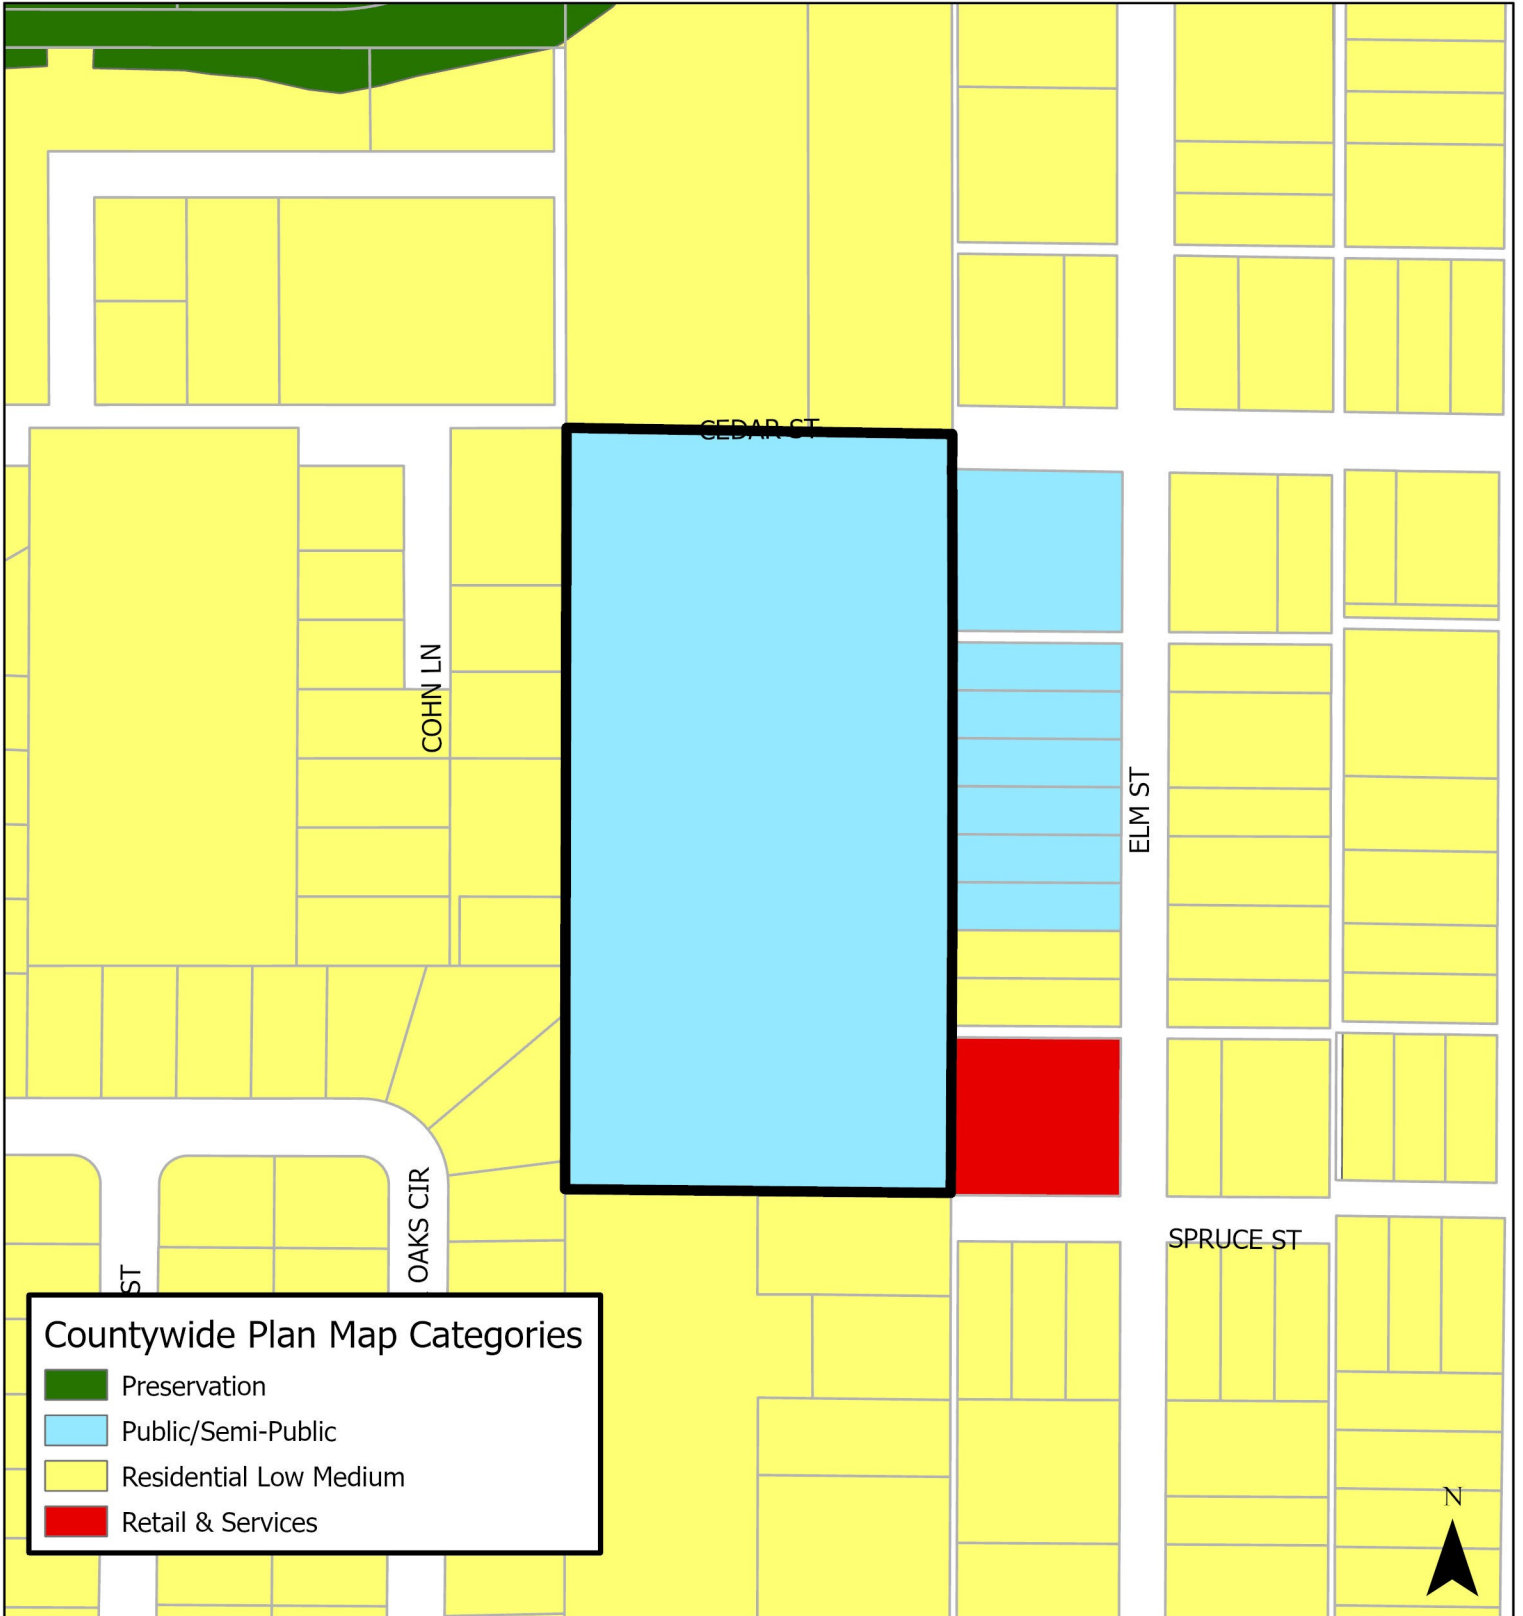 CEDAR ST
COHN LN
ELM ST
OAKS CIR
SPRUCE ST
ST
Countywide Plan Map Categories
Preservation
Public/Semi-Public
Residential Low Medium
Retail & Services
N